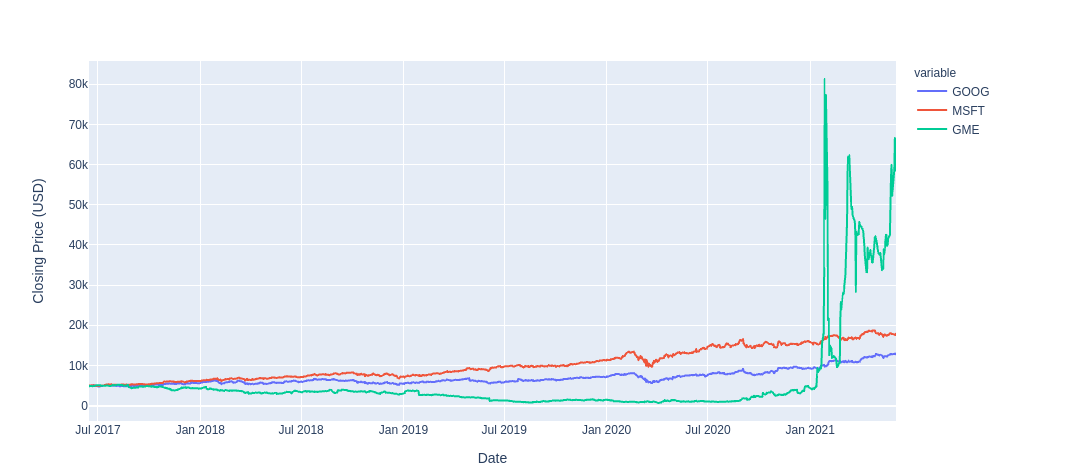 variable
GOOG
MSFT
GME
80k
70k
60k
50k
40k
30k
20k
10k
0
Closing Price (USD)
Jul 2017
Jan 2018
Jul 2018
Jan 2019
Jul 2019
Jan 2020
Jul 2020
Jan 2021
Date